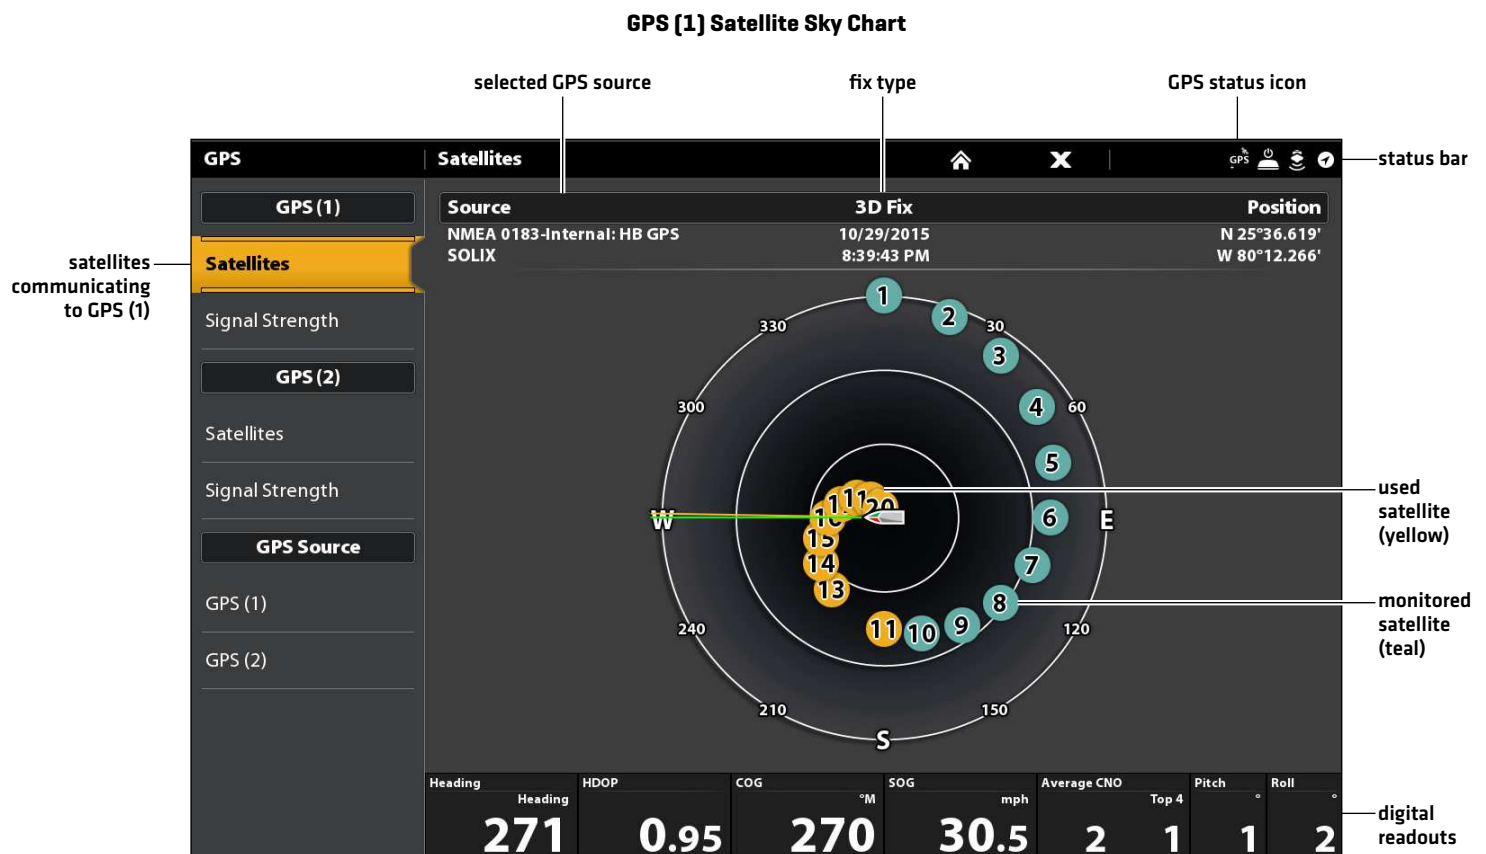 GPS (1) Satellite Sky Chart
selected GPS source
fix type
GPS status icon
GPS
Satellites
GPS
status bar
GPS (1)
Source
3D Fix
Position
NMEA 0183-Internal: HB GPS
10/29/2015
N 25°36.619'
SOLIX
8:39:43 PM
W 80°12.266'
satellites
communicating
to GPS (1)
Satellites
Signal Strength
GPS (2)
Satellites
Signal Strength
GPS Source
GPS (1)
GPS (2)
1
2
330
30
3
300
4
60
5
20
W
6
E
15
14
7
13
8
240
11
10
9
120
210
150
S
used
satellite
(yellow)
monitored
satellite
(teal)
Heading
HDOP
COG
SOG
Average CNO
Pitch
Roll
Heading
°M
mph
Top 4
°
°
271
0.95
270
30.5
2
1
1
2
digital
readouts